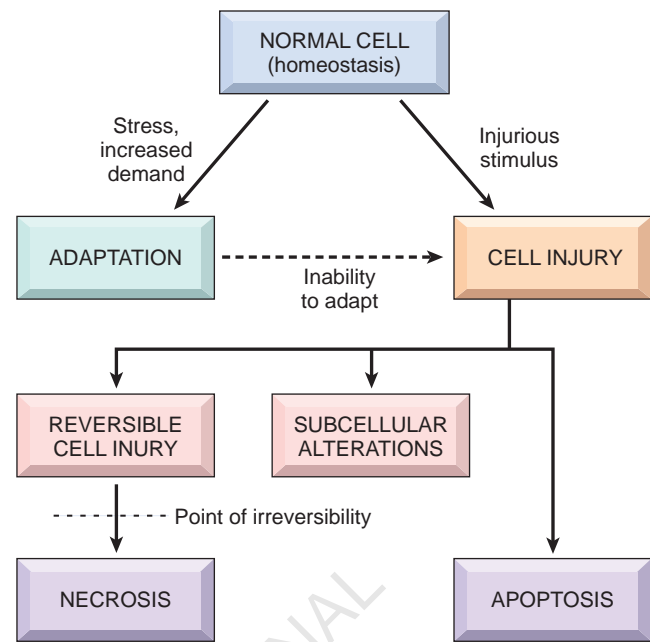 NORMAL CELL
(homeostasis)
Stress,
increased
demand
Injurious
stimulus
ADAPTATION
Inability
to adapt
CELL INJURY
REVERSIBLE
CELL INURY
SUBCELLULAR
ALTERATIONS
Point of irreversibility
NECROSIS
APOPTOSIS